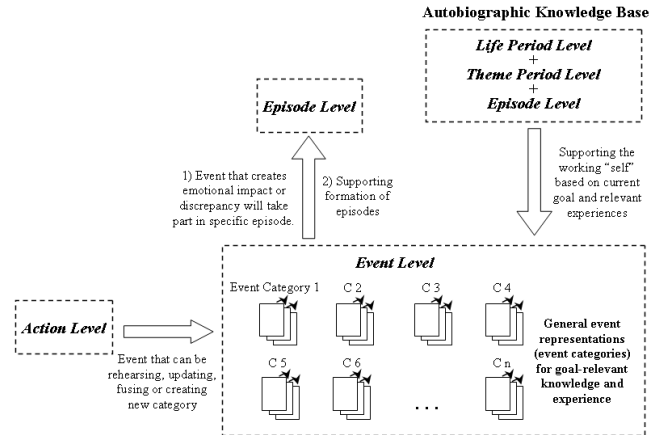 Autobiographic Knowledge Base
Life Period Level
+
Theme Period Level
+
Episode Level
Episode Level
1) Event that creates
emotional impact or
discrepancy will take
part in specific episode.
2) Supporting
formation of
episodes
Supporting the
working “self”
based on current
goal and relevant
experiences
Event Level
Event Category 1
C 2
C 3
C 4
Action Level
Event that can be
rehearsing, updating,
fusing or creating
new category
C 5
C 6
. . .
C n
General event
representations
(event categories)
for goal-relevant
knowledge and
experience